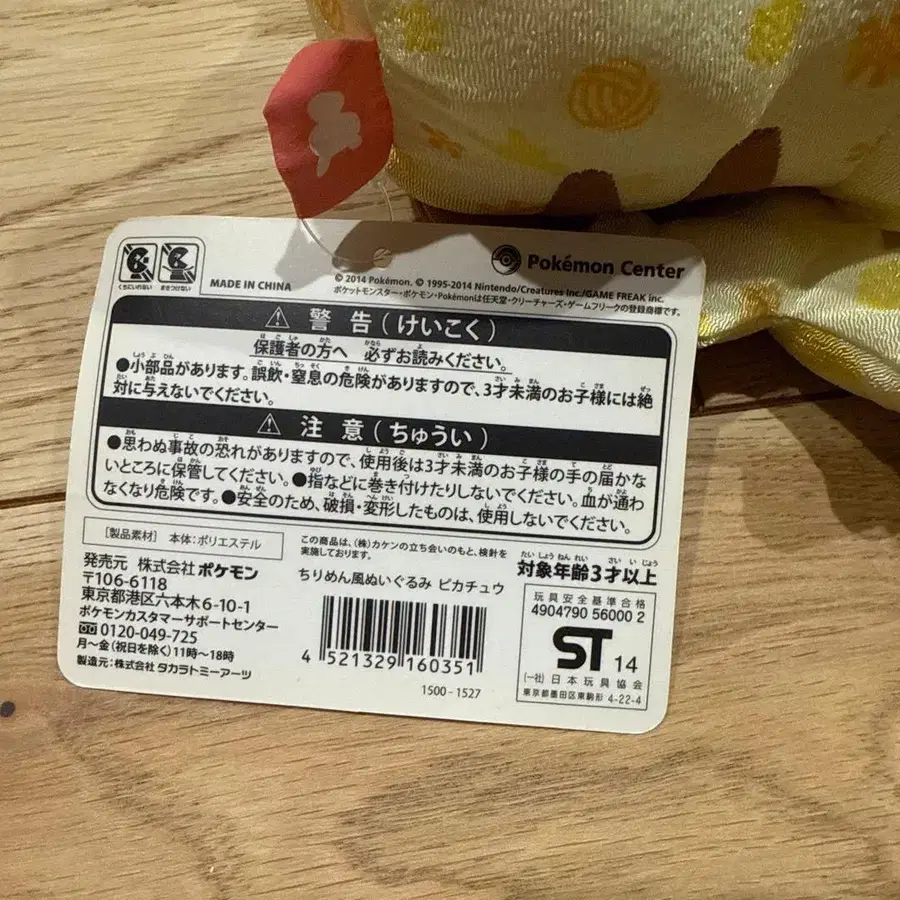 くちにいれない まきつけない
MADE IN CHINA
Pokémon Center
© 2014 Pokémon. © 1995-2014 Nintendo/Creatures Inc./GAME FREAK inc.
ポケットモンスター・ポケモン・Pokémonは任天堂・クリーチャーズ・ゲームフリークの登録商標です。
⚠ 警告(けいこく)
保護者の方へ 必ずお読みください。
●小部品があります。誤飲・窒息の危険がありますので、3才未満のお子様には絶
対に与えないでください。
⚠ 注意(ちゅうい)
●思わぬ事故の恐れがありますので、使用後は3才未満のお子様の手の届かな
いところに保管してください。●指などに巻き付けたりしないでください。血が通わ
なくなり危険です。●安全のため、破損・変形したものは、使用しないでください。
[製品素材] 本体:ポリエステル
発売元 株式会社 ポケモン
〒106-6118
東京都港区六本木6-10-1
ポケモンカスタマーサポートセンター
0120-049-725
月〜金(祝日を除く)11時〜18時
製造元:株式会社 タカラトミーアーツ
この商品は、(株)カケンの立ち会いのもと、検針を
実施しております。
ちりめん風ぬいぐるみ ピカチュウ
4 521329 160351
1500-1527
対象年齢3才以上
玩具安全基準合格
4904790 56000 2
ST 14
(一社)日本玩具協会
東京都墨田区東駒形 4-22-4